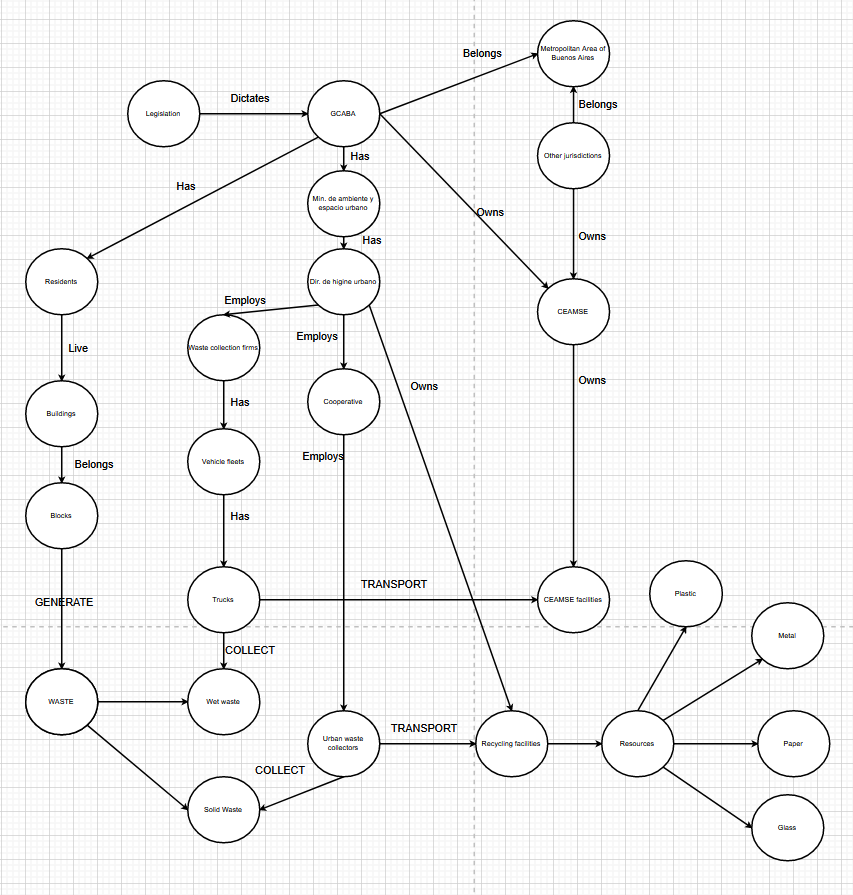 Metropolitan Area of
Buenos Aires
Belongs
Dictates
Legislation
GCABA
Belongs
Has
Other jurisdictions
Has
Min. de ambiente y
espacio urbano
Owns
Has
Owns
Residents
Dir. de higine urbano
Employs
CEAMSE
Employs
Live
Waste collection firms
Owns
Owns
Has
Cooperative
Buildings
Employs
Belongs
Vehicle fleets
Has
Blocks
TRANSPORT
Plastic
GENERATE
Trucks
CEAMSE facilities
Metal
COLLECT
WASTE
Wet waste
TRANSPORT
Urban waste
collectors
Recycling facilities
Resources
Paper
COLLECT
Solid Waste
Glass